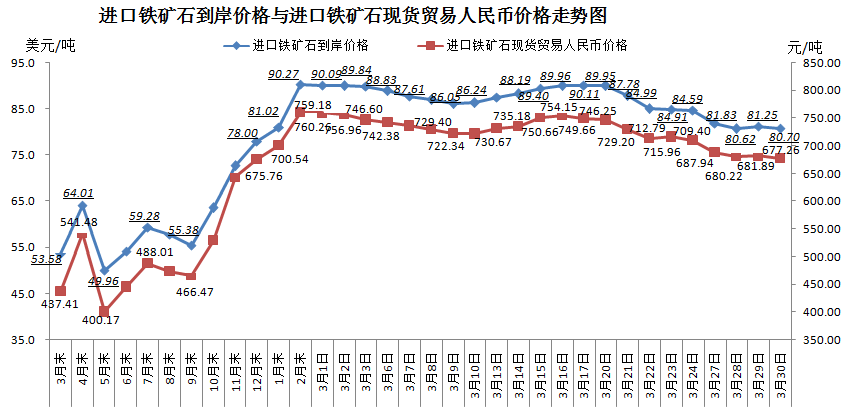 进口铁矿石到岸价格与进口铁矿石现货贸易人民币价格走势图
美元/吨
进口铁矿石到岸价格
进口铁矿石现货贸易人民币价格
元/吨
95.0
85.0
75.0
65.0
55.0
45.0
35.0
850.00
800.00
750.00
700.00
650.00
600.00
550.00
500.00
450.00
400.00
350.00
53.58
64.01
49.96
59.28
55.38
78.00
81.02
90.27
90.09
89.84
88.83
87.61
86.05
86.24
88.19
89.40
89.96
90.11
89.95
87.78
84.99
84.91
84.59
81.83
80.62
81.25
80.70
437.41
541.48
400.17
488.01
466.47
675.76
700.54
760.26
759.18
756.96
746.60
742.38
729.40
722.34
730.67
735.18
750.66
754.15
749.66
746.25
729.20
712.79
715.96
709.40
687.94
680.22
681.89
677.26
3月末
4月末
5月末
6月末
7月末
8月末
9月末
10月末
11月末
12月末
1月末
2月末
3月1日
3月2日
3月3日
3月6日
3月7日
3月8日
3月9日
3月10日
3月13日
3月14日
3月15日
3月16日
3月17日
3月20日
3月21日
3月22日
3月23日
3月24日
3月27日
3月28日
3月29日
3月30日